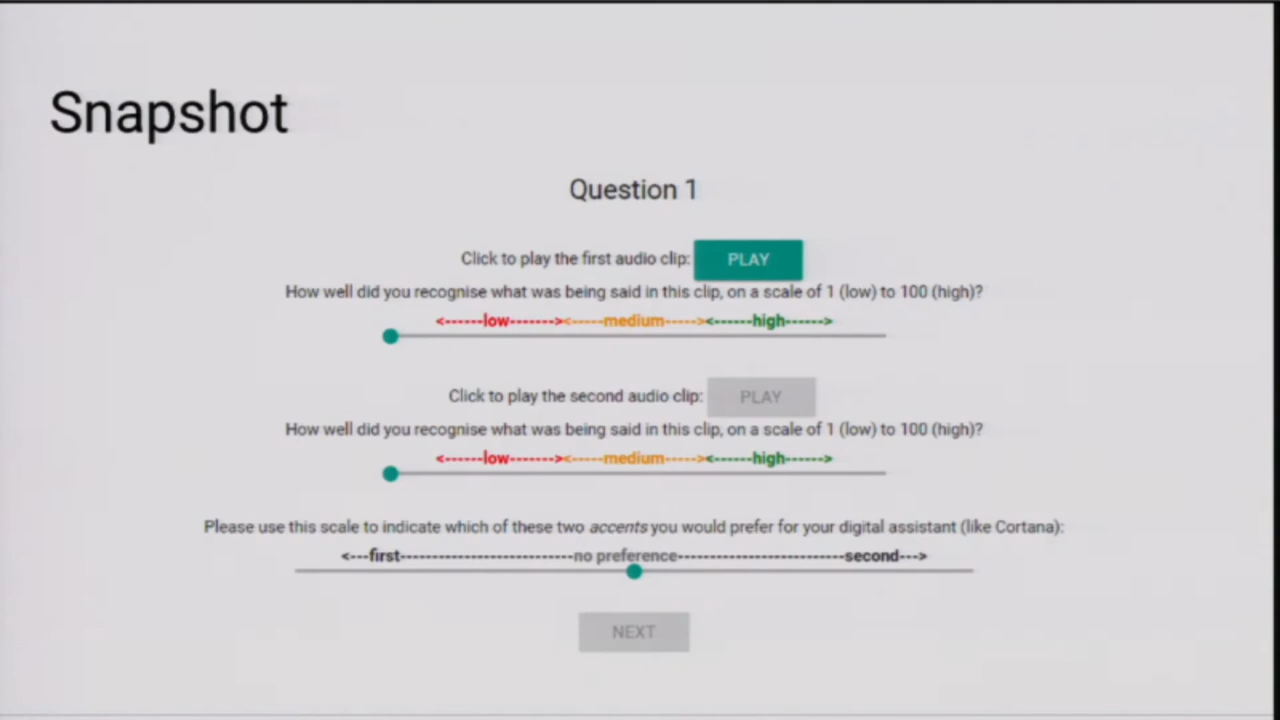 Snapshot
Question 1
Click to play the first audio clip: PLAY
How well did you recognise what was being said in this clip, on a scale of 1 (low) to 100 (high)?
<------low-------><-----medium-----><------high------>
Click to play the second audio clip: PLAY
How well did you recognise what was being said in this clip, on a scale of 1 (low) to 100 (high)?
<------low-------><-----medium-----><------high------>
Please use this scale to indicate which of these two accents you would prefer for your digital assistant (like Cortana):
<---first--------------------------no preference-------------------------second--->
NEXT